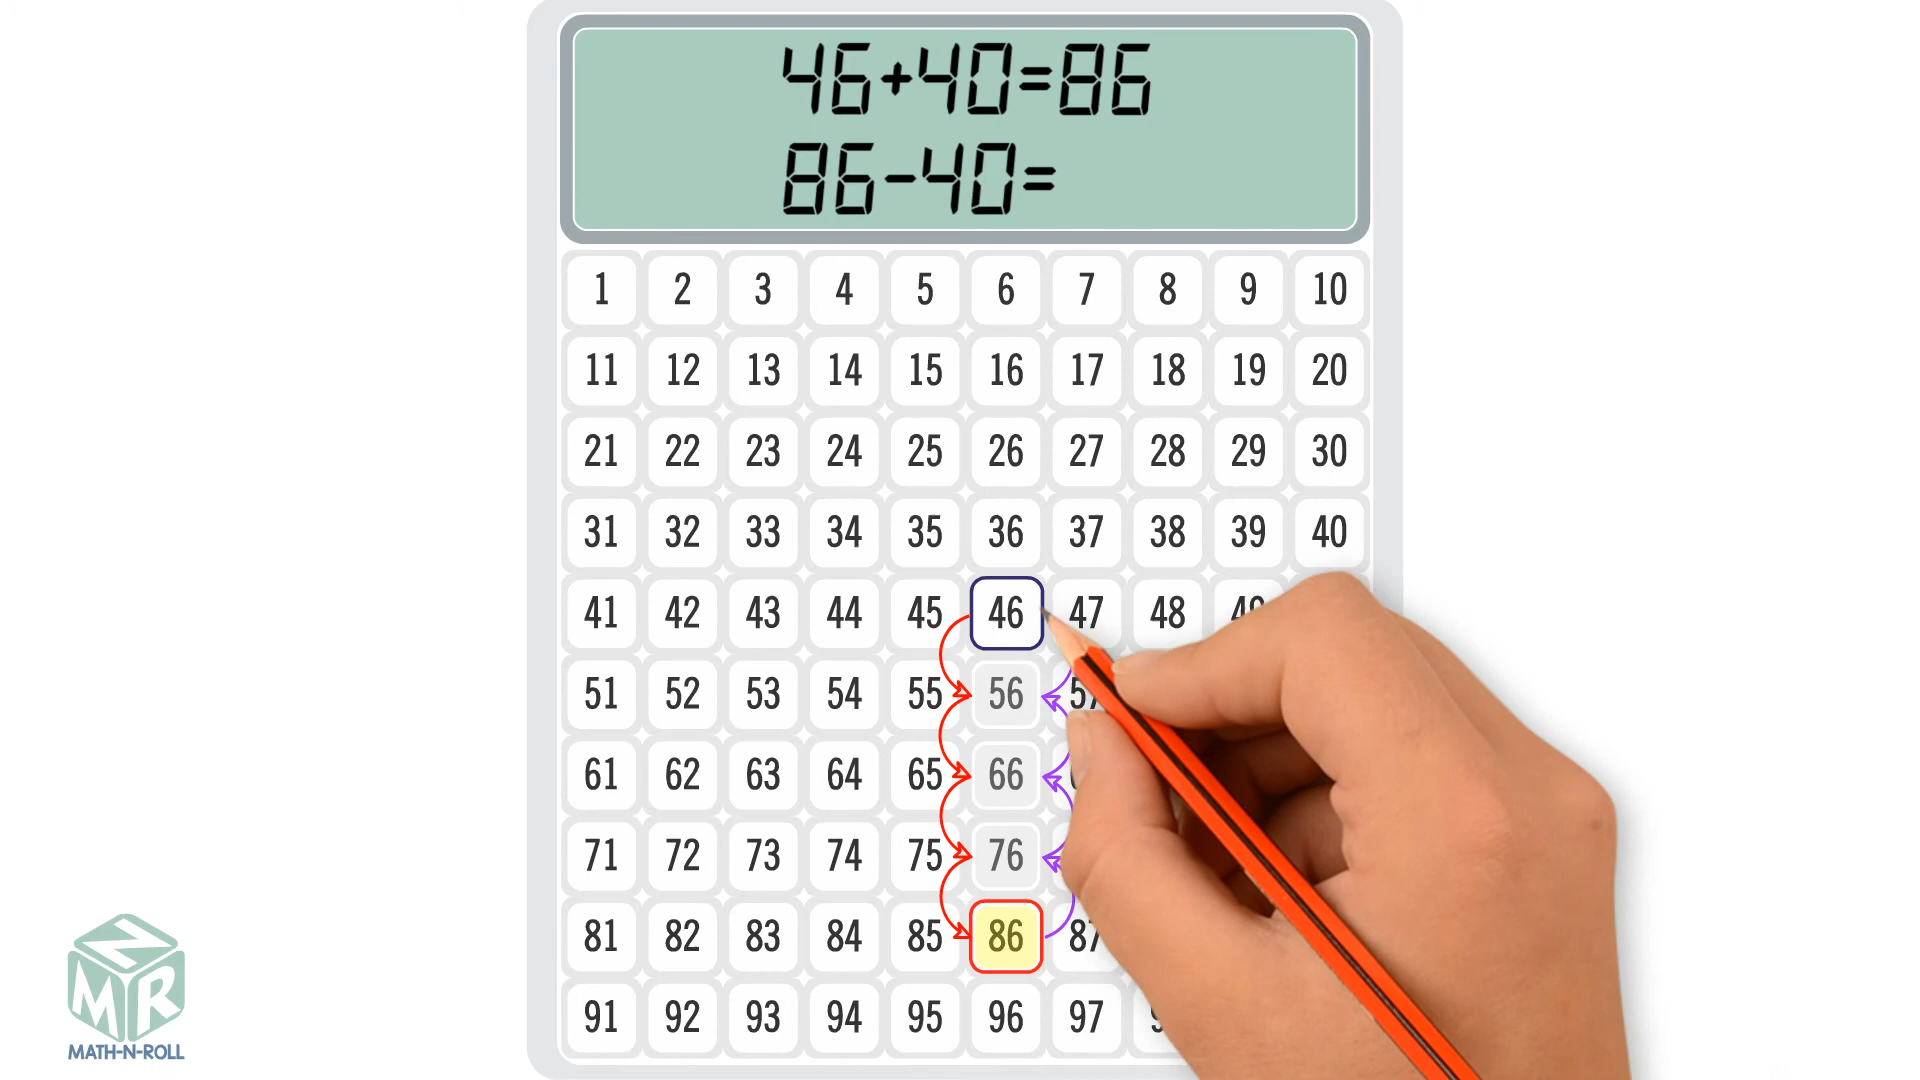 46+40=86
86-40=
1 2 3 4 5 6 7 8 9 10
11 12 13 14 15 16 17 18 19 20
21 22 23 24 25 26 27 28 29 30
31 32 33 34 35 36 37 38 39 40
41 42 43 44 45 46 47 48
51 52 53 54 55 56
61 62 63 64 65 66
71 72 73 74 75 76
81 82 83 84 85 86 87
91 92 93 94 95 96 97
MNR
MATH-N-ROLL